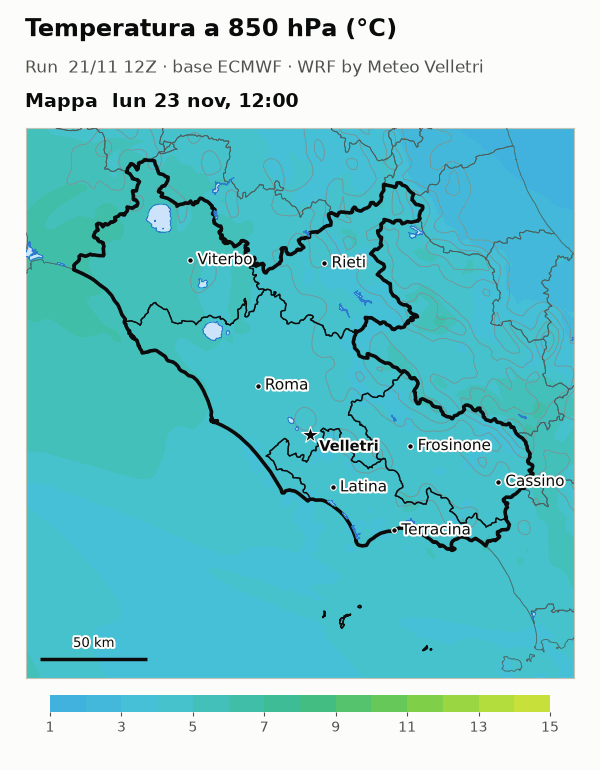 Temperatura a 850 hPa (°C)
Run 21/11 12Z · base ECMWF · WRF by Meteo Velletri
Mappa lun 23 nov, 12:00
Viterbo
Rieti
Roma
Velletri
Frosinone
Cassino
Latina
Terracina
50 km
1 3 5 7 9 11 13 15